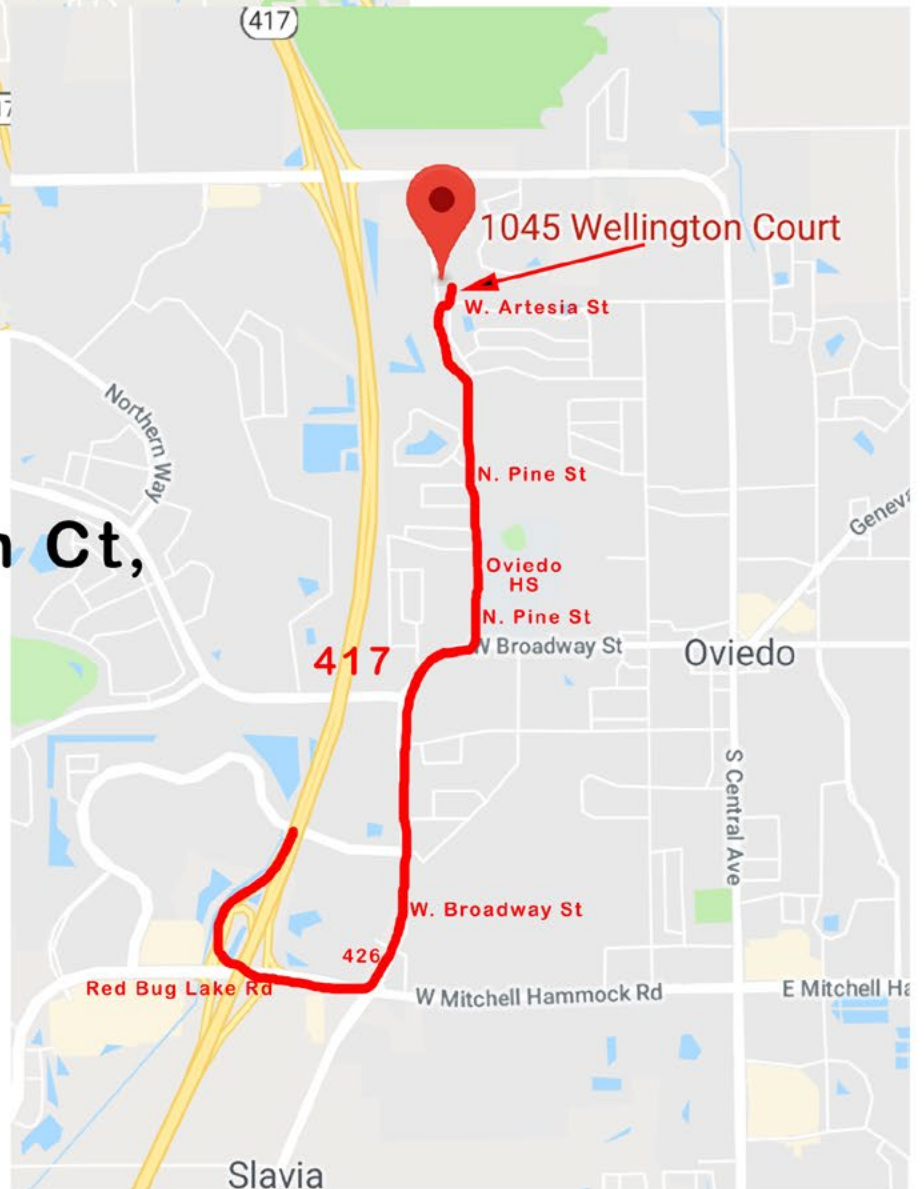 417
1045 Wellington Court
W. Artesia St
Northern Way
N. Pine St
Ct,
Oviedo
HS
N. Pine St
W Broadway St
Oviedo
417
S Central Ave
W. Broadway St
426
Red Bug Lake Rd
W Mitchell Hammock Rd
E Mitchell
Slavia